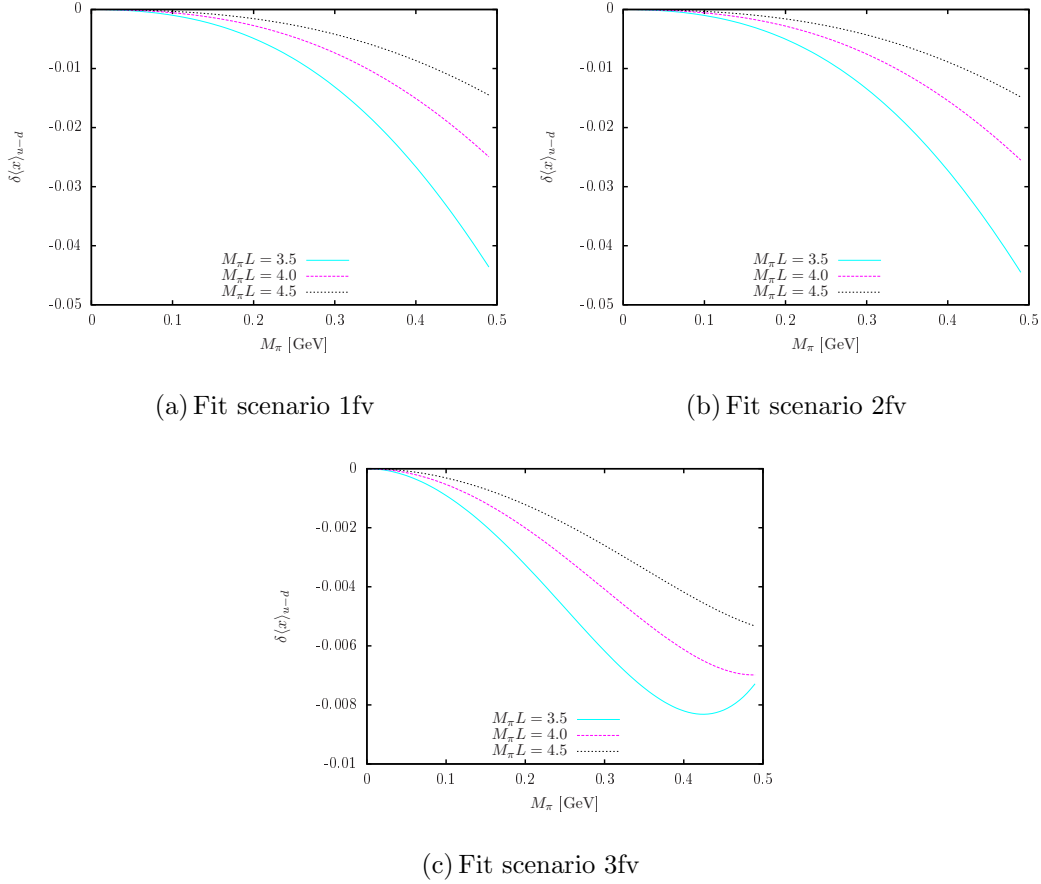 0
-0.01
-0.02
-0.03
-0.04
-0.05
δ⟨x⟩u−d
MπL = 3.5
MπL = 4.0
MπL = 4.5
0 0.1 0.2 0.3 0.4 0.5
Mπ [GeV]
(a) Fit scenario 1fv
0
-0.01
-0.02
-0.03
-0.04
-0.05
δ⟨x⟩u−d
MπL = 3.5
MπL = 4.0
MπL = 4.5
0 0.1 0.2 0.3 0.4 0.5
Mπ [GeV]
(b) Fit scenario 2fv
0
-0.002
-0.004
-0.006
-0.008
-0.01
δ⟨x⟩u−d
MπL = 3.5
MπL = 4.0
MπL = 4.5
0 0.1 0.2 0.3 0.4 0.5
Mπ [GeV]
(c) Fit scenario 3fv